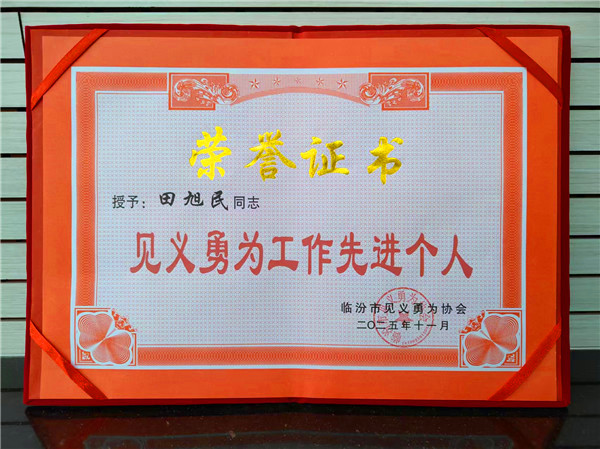 荣誉证书
授予：田旭民同志
见义勇为工作先进个人
临汾市见义勇为协会
二〇二五年十一月